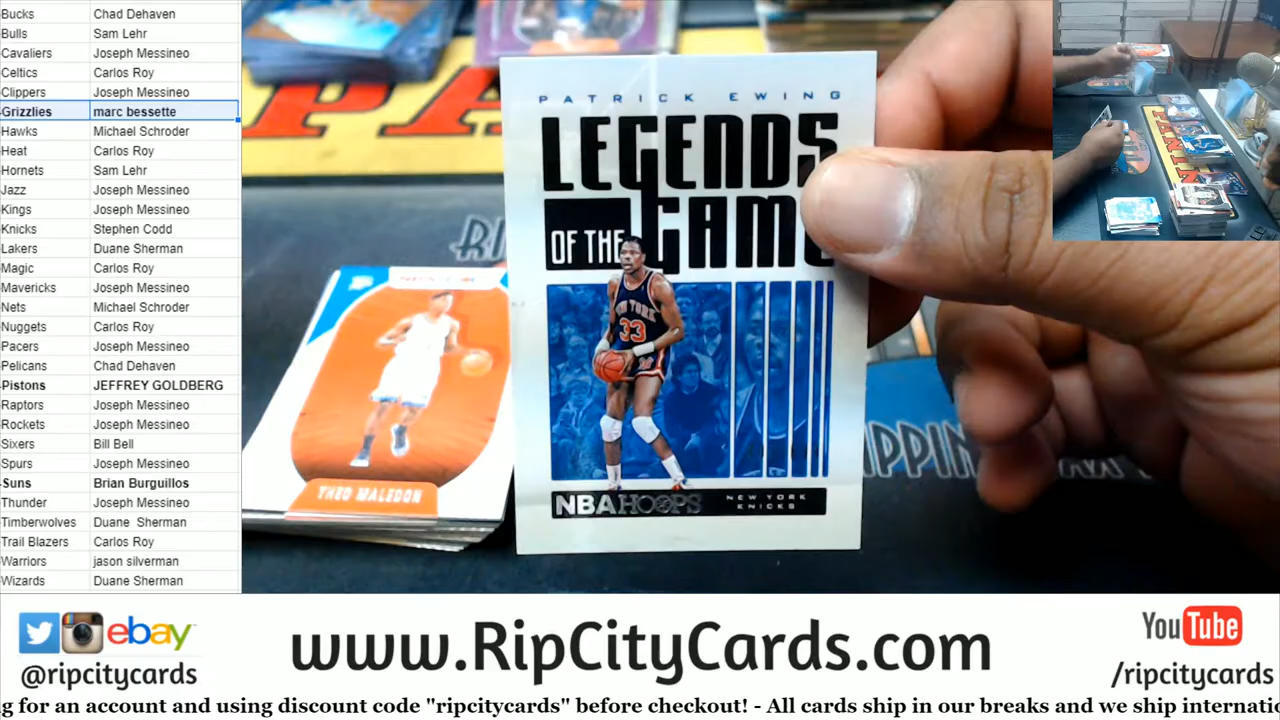 Bucks Chad Dehaven
Bulls Sam Lehr
Cavaliers Joseph Messineo
Celtics Carlos Roy
Clippers Joseph Messineo
Grizzlies marc bessette
Hawks Michael Schroder
Heat Carlos Roy
Hornets Sam Lehr
Jazz Joseph Messineo
Kings Joseph Messineo
Knicks Stephen Codd
Lakers Duane Sherman
Magic Carlos Roy
Mavericks Joseph Messineo
Nets Michael Schroder
Nuggets Carlos Roy
Pacers Joseph Messineo
Pelicans Chad Dehaven
Pistons JEFFREY GOLDBERG
Raptors Joseph Messineo
Rockets Joseph Messineo
Sixers Bill Bell
Spurs Joseph Messineo
Suns Brian Burguillos
Thunder Joseph Messineo
Timberwolves Duane Sherman
Trail Blazers Carlos Roy
Warriors jason silverman
Wizards Duane Sherman
PATRICK EWING
LEGENDS
OF THE GAME
NEW YORK
33
NBA HOOPS
NEW YORK
KNICKS
THEO MALEDON
ebay
@ripcitycards
www.RipCityCards.com
YouTube
/ripcitycards
g for an account and using discount code "ripcitycards" before checkout! - All cards ship in our breaks and we ship internatio